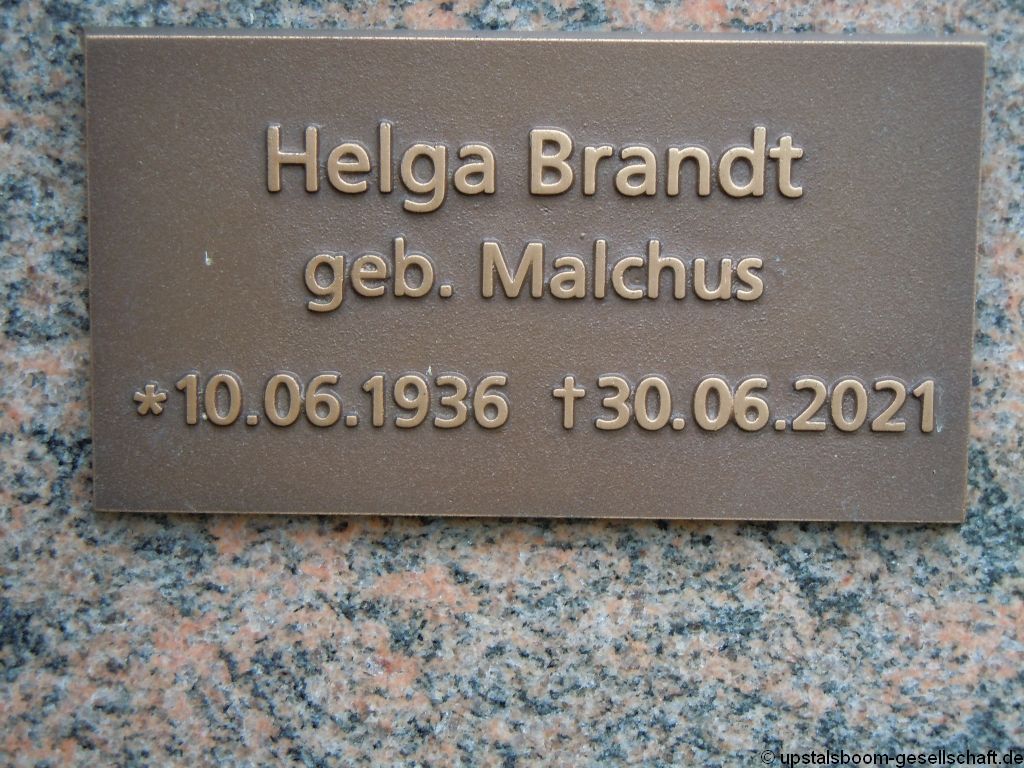 Helga Brandt
geb. Malchus
*10.06.1936 †30.06.2021
© upstalsboom-gesellschaft.de